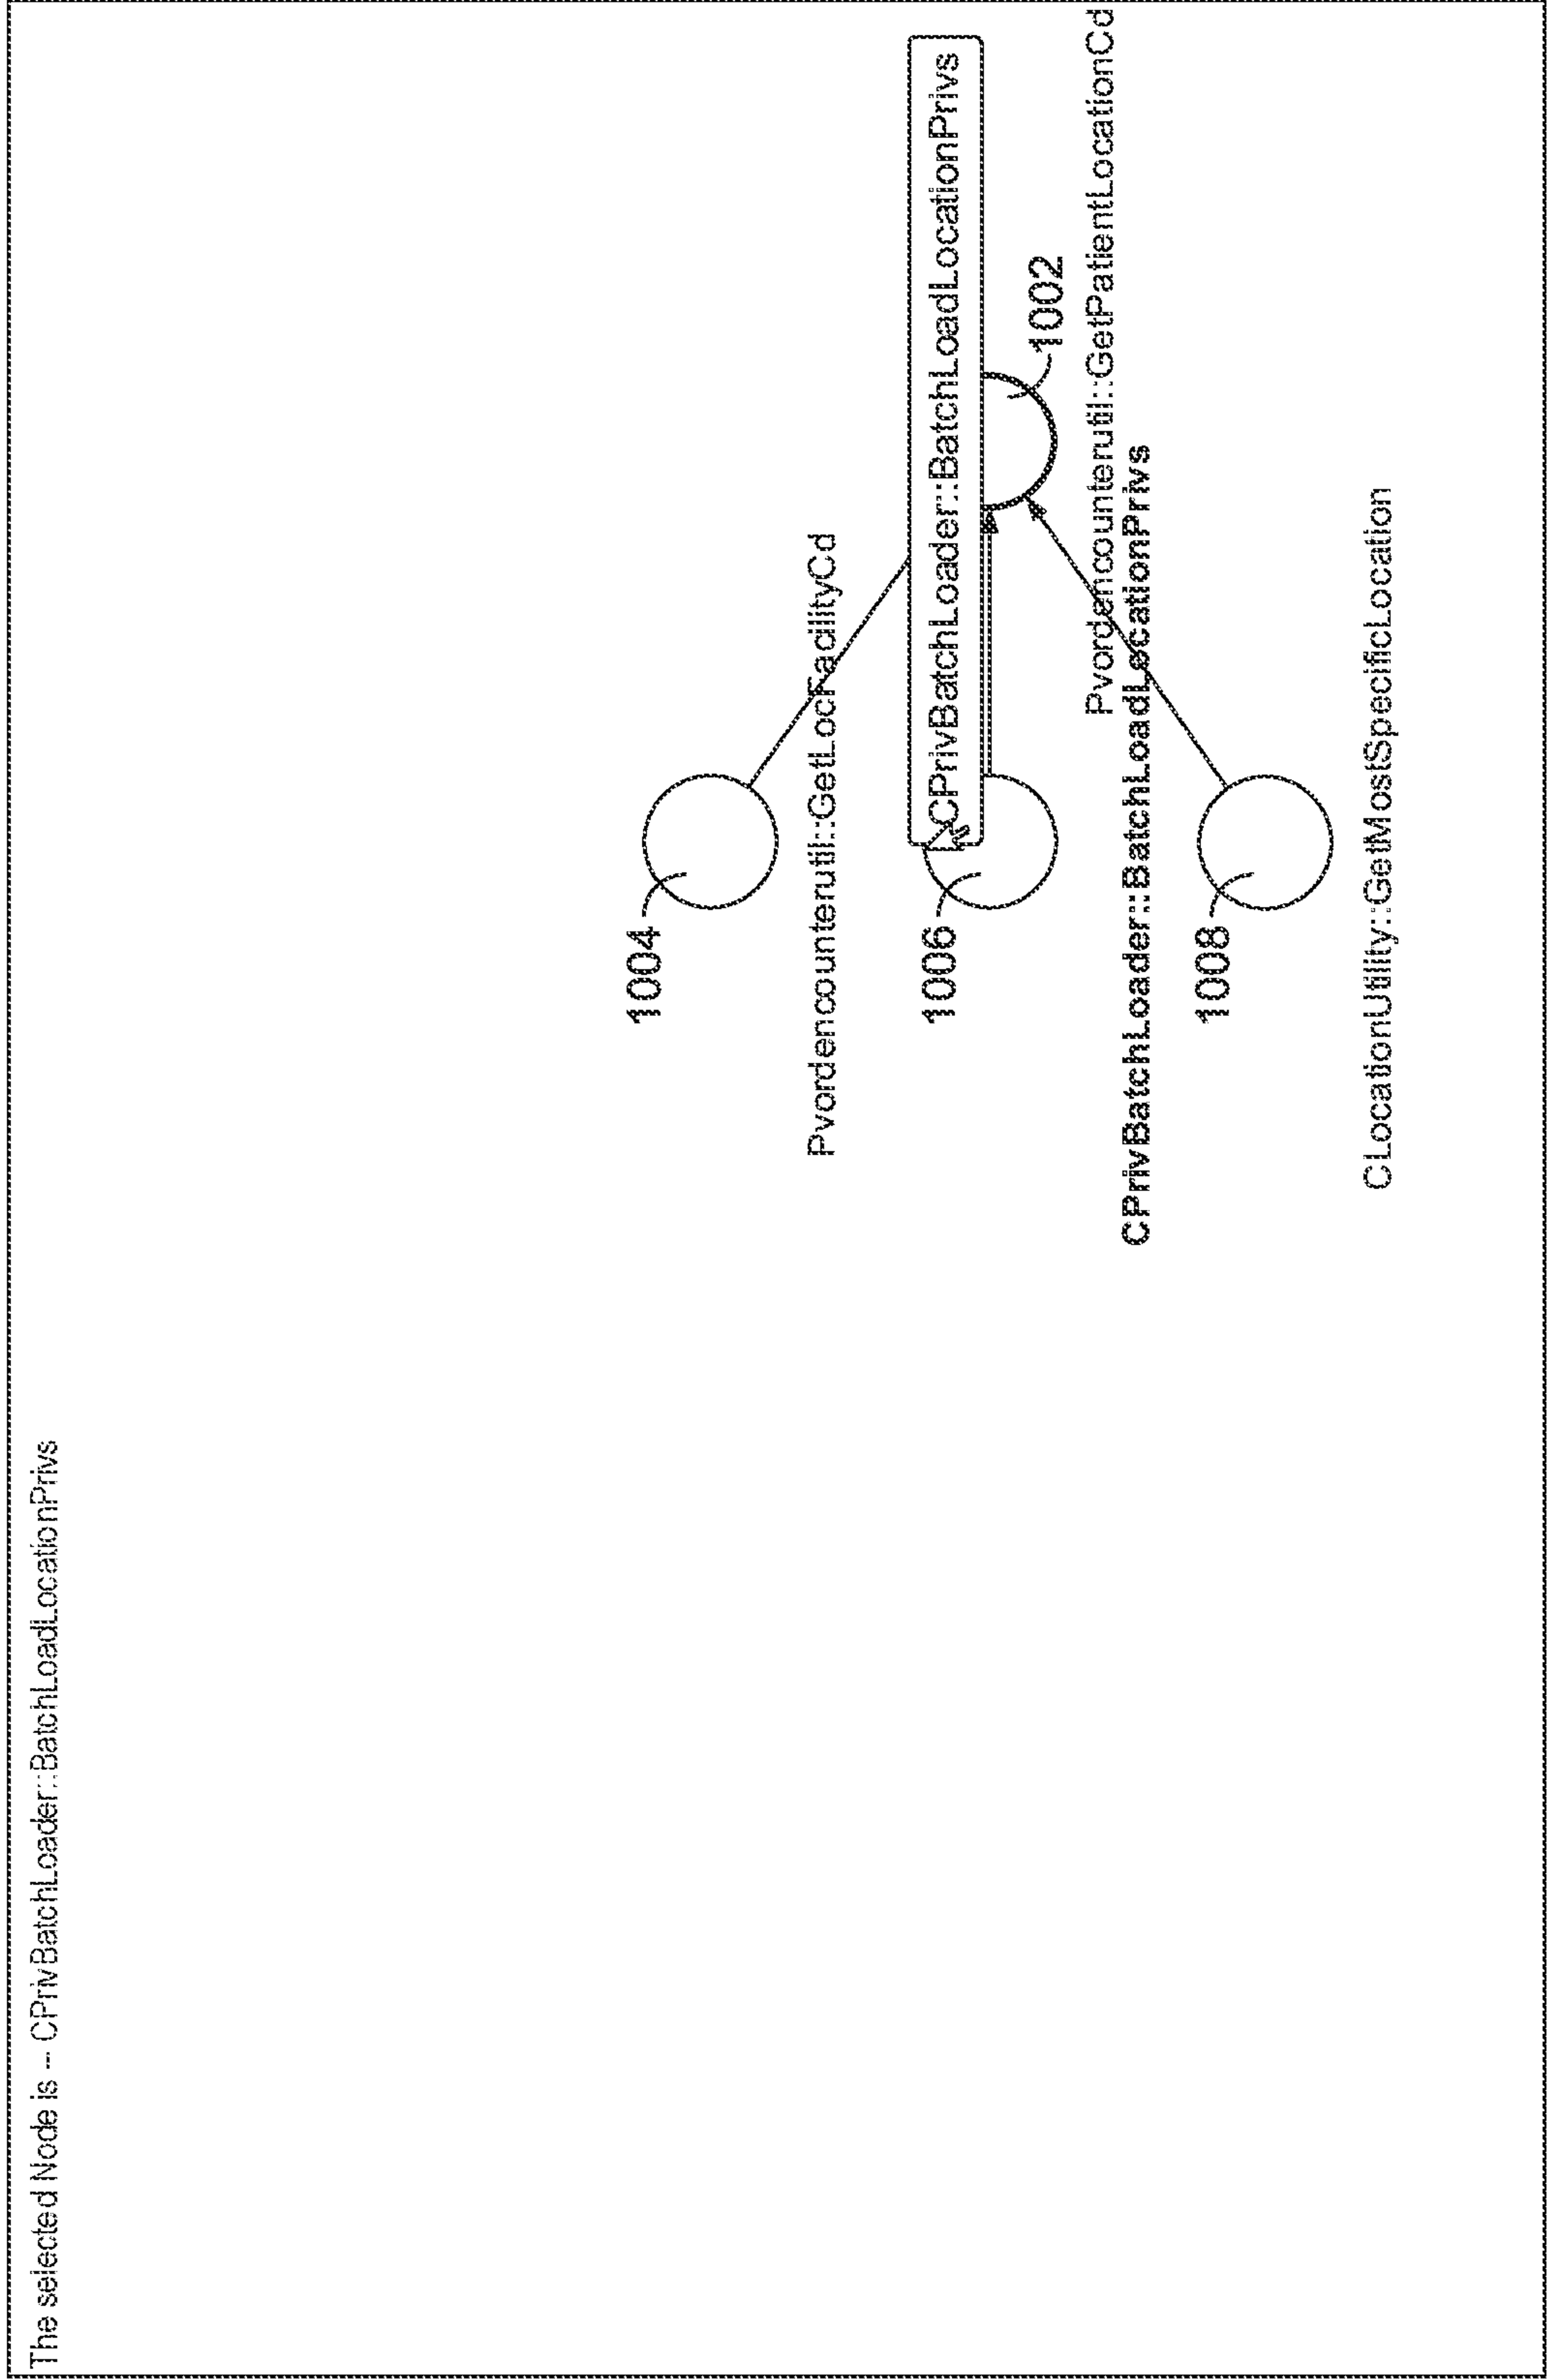 The selected Node is -- CPrivBatchLoader::BatchLoadLocationPrivs
1004
Pvordencounterutil::GetLocFacilityCd
1006
CPrivBatchLoader::BatchLoadLocationPrivs
1002
Pvordencounterutil::GetPatientLocationCd
CPrivBatchLoader::BatchLoadLocationPrivs
1008
CLocationUtility::GetMostSpecificLocation